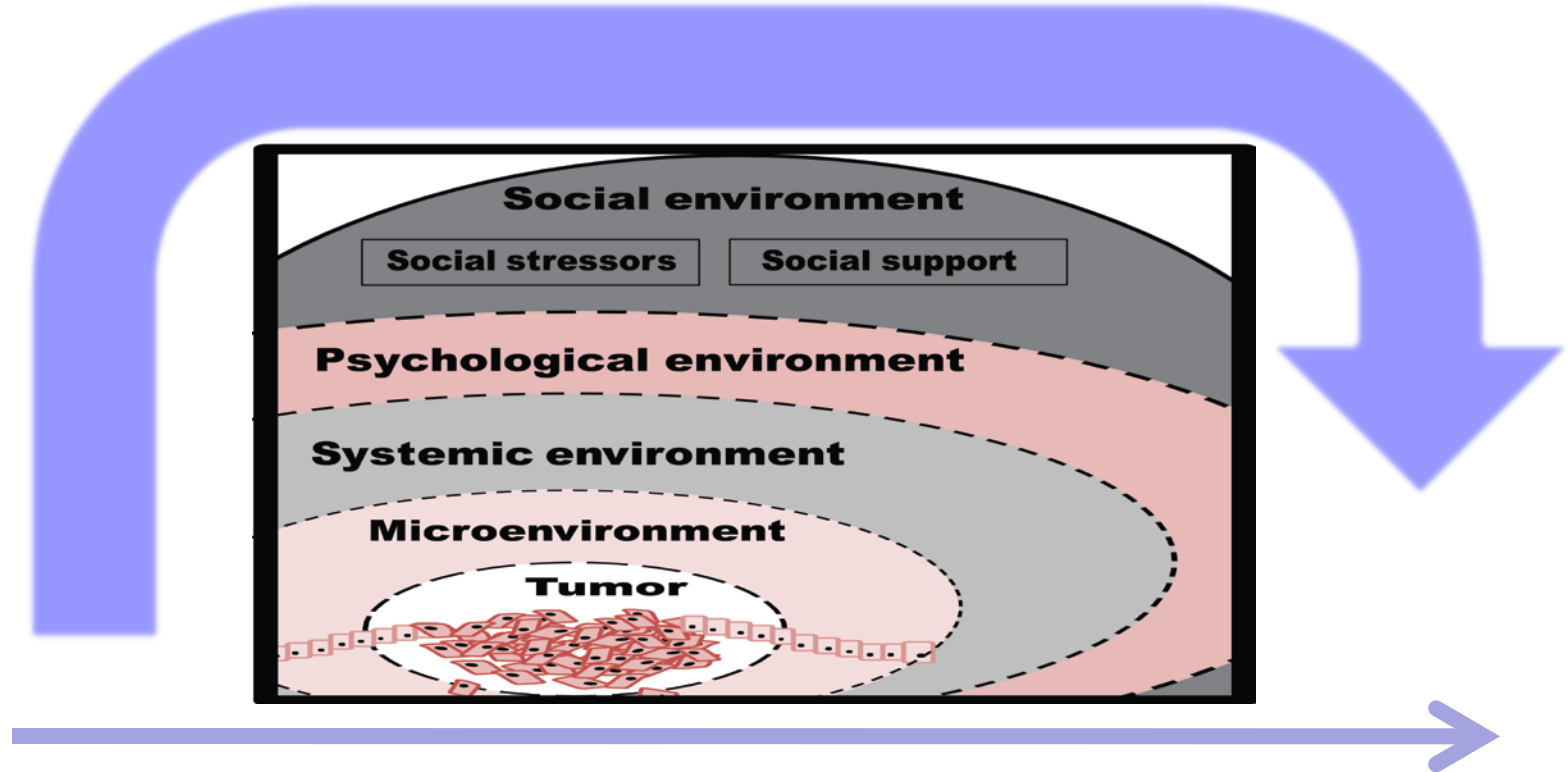 Social environment
Social stressors Social support
Psychological environment
Systemic environment
Microenvironment
Tumor